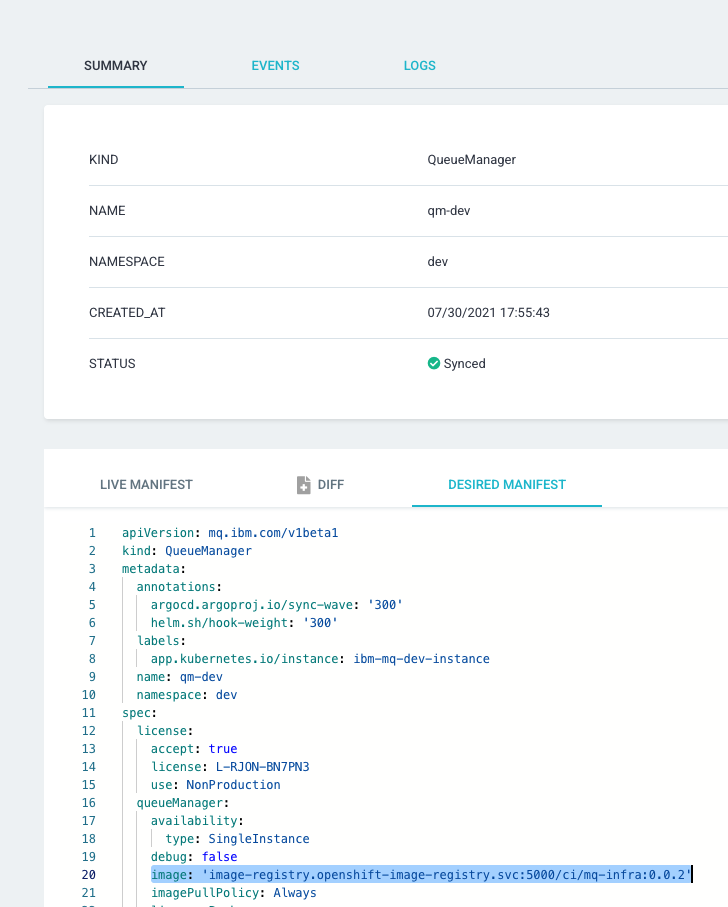 SUMMARY EVENTS LOGS
KIND QueueManager
NAME qm-dev
NAMESPACE dev
CREATED_AT 07/30/2021 17:55:43
STATUS Synced
LIVE MANIFEST DIFF DESIRED MANIFEST
1 apiVersion: mq.ibm.com/v1beta1
2 kind: QueueManager
3 metadata:
4 annotations:
5 argocd.argoproj.io/sync-wave: '300'
6 helm.sh/hook-weight: '300'
7 labels:
8 app.kubernetes.io/instance: ibm-mq-dev-instance
9 name: qm-dev
10 namespace: dev
11 spec:
12 license:
13 accept: true
14 license: L-RJON-BN7PN3
15 use: NonProduction
16 queueManager:
17 availability:
18 type: SingleInstance
19 debug: false
20 image: 'image-registry.openshift-image-registry.svc:5000/ci/mq-infra:0.0.2'
21 imagePullPolicy: Always